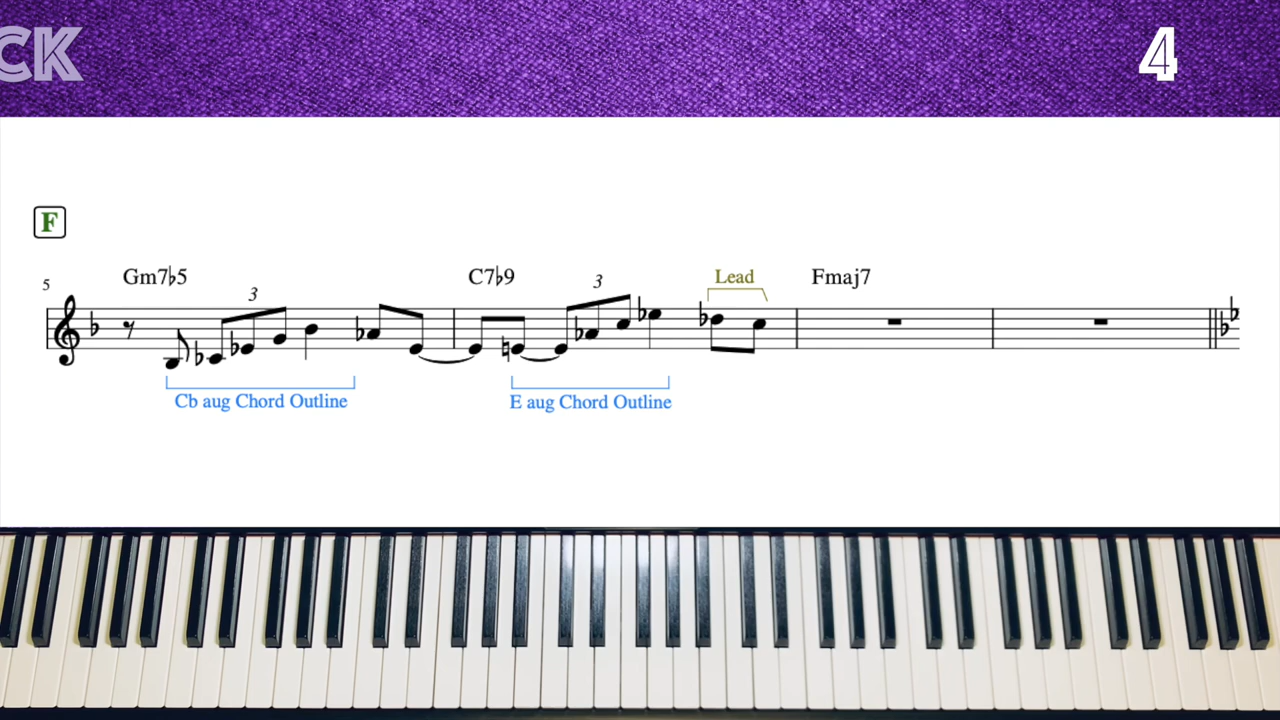 CK
4
F
Gm7♭5 C7♭9 Lead Fmaj7
5 3 3
Cb aug Chord Outline E aug Chord Outline